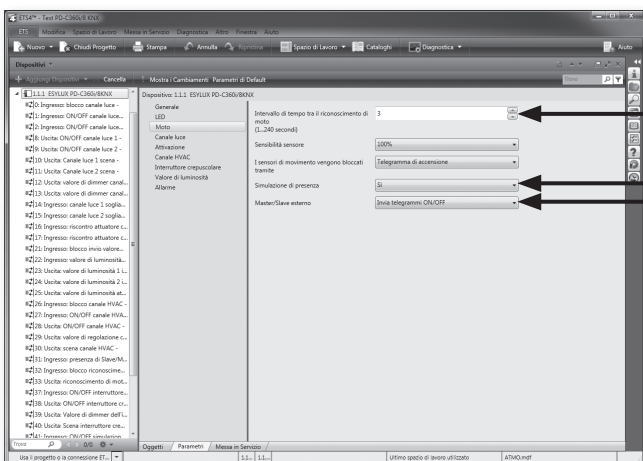 ETS4™ - Test PD-C360i/8 KNX
ETS Modifica Spazio di Lavoro Messa in Servizio Diagnostica Altro Finestra Aiuto
Nuovo Chiudi Progetto Stampa Annulla Ripristina Spazio di Lavoro Cataloghi Diagnostica Aiuto
Dispositivi
Aggiungi Dispositivi Cancella Mostra i Cambiamenti Parametri di Default Trova
1.1.1 ESYLUX PD-C360i/8KNX
0: Ingresso: blocco canale luce -
1: Ingresso: ON/OFF canale luce...
2: Ingresso: ON/OFF canale luce...
8: Uscita: ON/OFF canale luce 1 -
9: Uscita: ON/OFF canale luce 2 -
10: Uscita: Canale luce 1 scena -
11: Uscita: Canale luce 2 scena -
12: Uscita: valore di dimmer canal...
13: Uscita: valore di dimmer canal...
14: Ingresso: canale luce 1 soglia...
15: Ingresso: canale luce 2 soglia...
16: Ingresso: riscontro attuatore c...
17: Ingresso: riscontro attuatore c...
21: Ingresso: blocco invio valore...
22: Ingresso: valore di luminosità...
23: Uscita: valore di luminosità 1 i...
24: Uscita: valore di luminosità 2 i...
25: Uscita: valore di luminosità at...
26: Ingresso: blocco canale HVAC -
27: Ingresso: ON/OFF canale HVA...
28: Uscita: ON/OFF canale HVAC -
29: Uscita: valore di regolazione c...
30: Uscita: scena canale HVAC -
31: Ingresso: presenza di Slave/M...
32: Ingresso: blocco riconoscime...
33: Uscita: riconoscimento di mot...
37: Ingresso: ON/OFF interruttore...
38: Uscita: ON/OFF interruttore cr...
39: Uscita: Valore di dimmer dell'i...
40: Uscita: Scena interruttore cre...
41: Ingresso: ON/OFF simulazion...
Trova 0/0
Dispositivo: 1.1.1 ESYLUX PD-C360i/8KNX
Generale
LED
Moto
Canale luce
Attivazione
Canale HVAC
Interruttore crepuscolare
Valore di luminosità
Allarme
Intervallo di tempo tra il riconoscimento di moto
(1...240 secondi)
3
Sensibilità sensore
100%
I sensori di movimento vengono bloccati tramite
Telegramma di accensione
Simulazione di presenza
Sì
Master/Slave esterno
Invia telegrammi ON/OFF
Oggetti Parametri Messa in Servizio
Usa il progetto o la connessione ET... 1.1... 1.1... Ultimo spazio di lavoro utilizzato ATMO.mdf